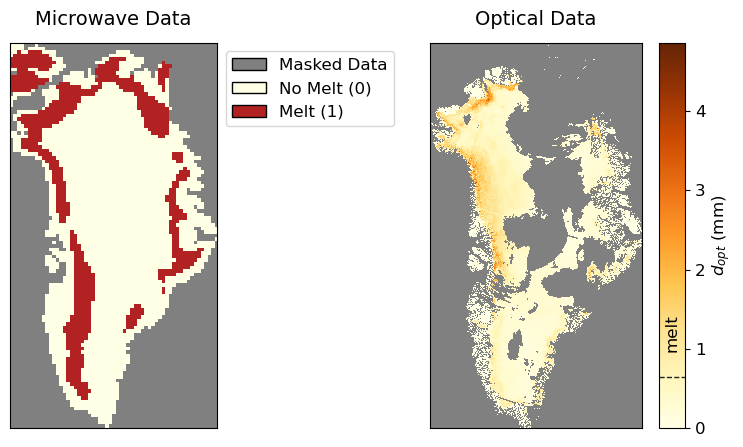 Microwave Data
Masked Data
No Melt (0)
Melt (1)
Optical Data
4
3
2
1
0
melt
d_opt (mm)